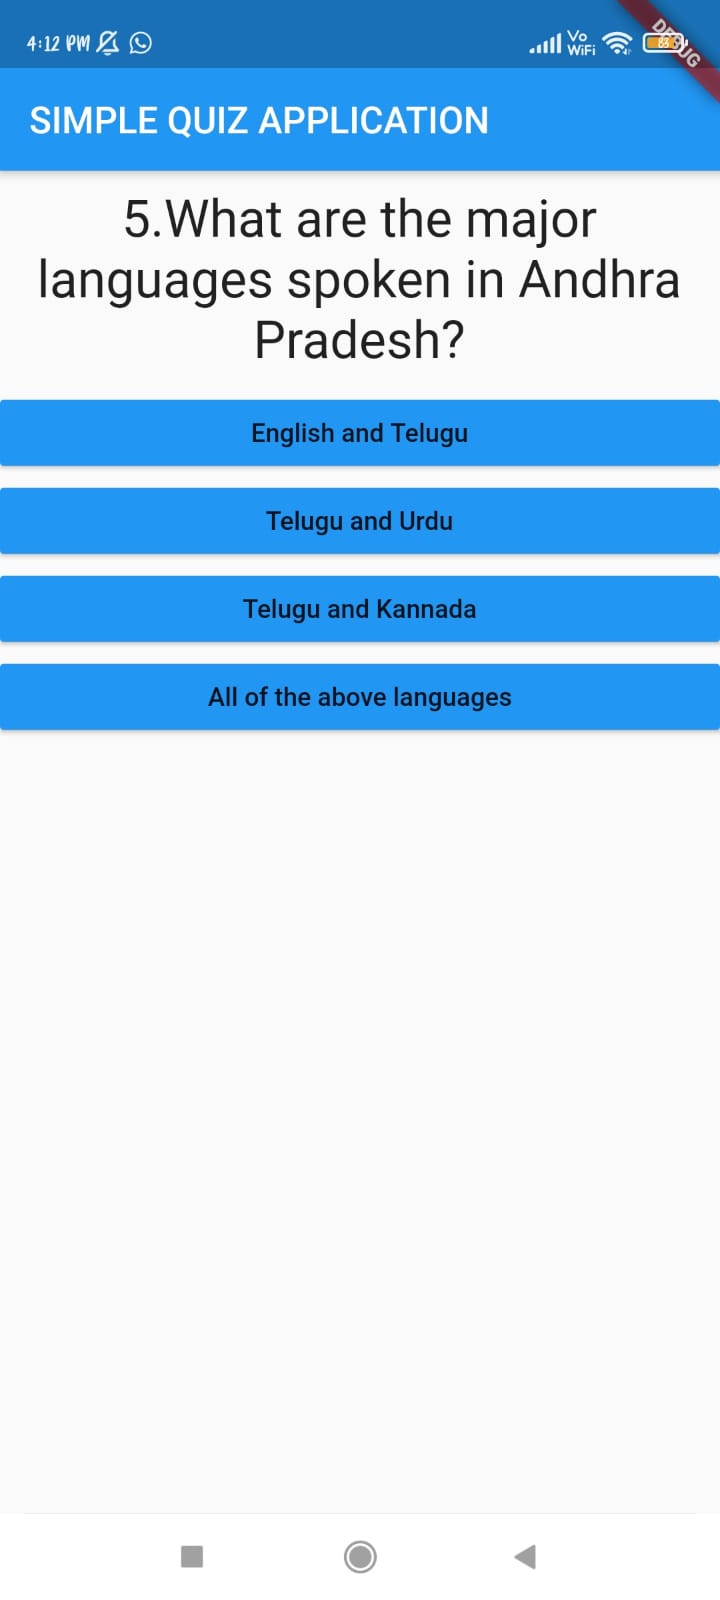 4:12 PM
Vo
WiFi
83
DEBUG
SIMPLE QUIZ APPLICATION
5.What are the major
languages spoken in Andhra
Pradesh?
English and Telugu
Telugu and Urdu
Telugu and Kannada
All of the above languages